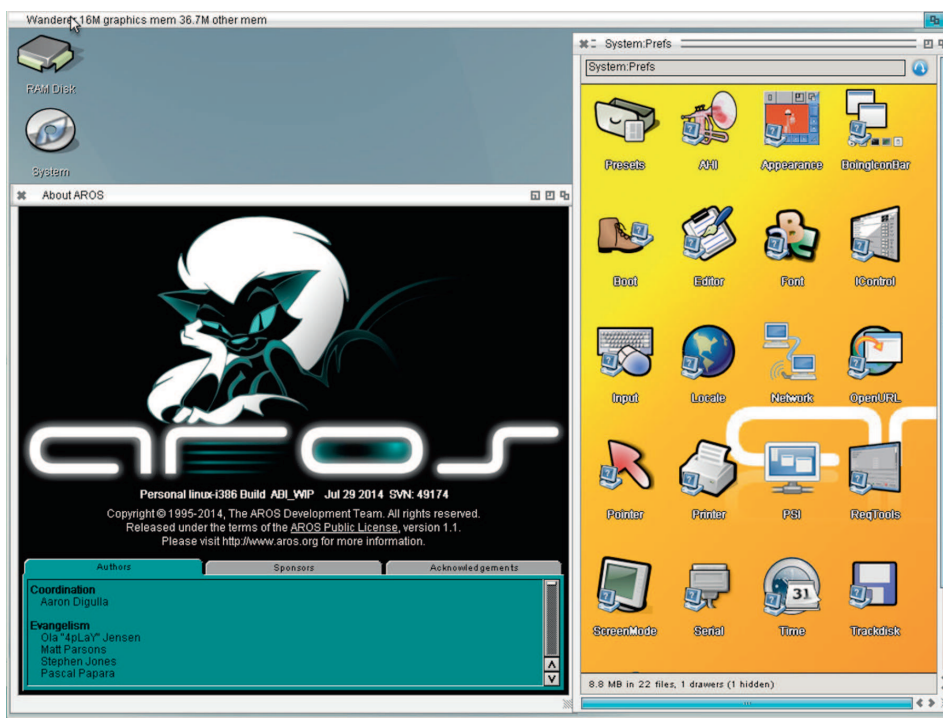 Wanderer 16M graphics mem 36.7M other mem
RAM Disk
System
About AROS
AROS
Personal linux-i386 Build ABI_WIP Jul 29 2014 SVN: 49174
Copyright © 1995-2014, The AROS Development Team. All rights reserved.
Released under the terms of the AROS Public License, version 1.1.
Please visit http://www.aros.org for more information.
Authors Sponsors Acknowledgements
Coordination
Aaron Digulla
Evangelism
Ola "4pLaY" Jensen
Matt Parsons
Stephen Jones
Pascal Papara
System:Prefs
System:Prefs
Presets AHI Appearance BoingIconBar
Boot Editor Font IControl
Input Locale Network OpenURL
Pointer Printer PSI ReqTools
31
ScreenMode Serial Time Trackdisk
8.8 MB in 22 files, 1 drawers (1 hidden)